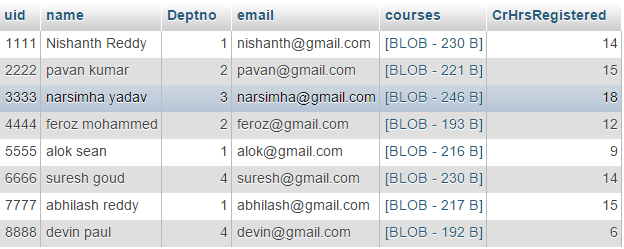 uid name Deptno email courses CrHrsRegistered
1111 Nishanth Reddy 1 nishanth@gmail.com [BLOB - 230 B] 14
2222 pavan kumar 2 pavan@gmail.com [BLOB - 221 B] 15
3333 narsimha yadav 3 narsimha@gmail.com [BLOB - 246 B] 18
4444 feroz mohammed 2 feroz@gmail.com [BLOB - 193 B] 12
5555 alok sean 1 alok@gmail.com [BLOB - 216 B] 9
6666 suresh goud 4 suresh@gmail.com [BLOB - 230 B] 14
7777 abhilash reddy 1 abhilash@gmail.com [BLOB - 217 B] 15
8888 devin paul 4 devin@gmail.com [BLOB - 192 B] 6